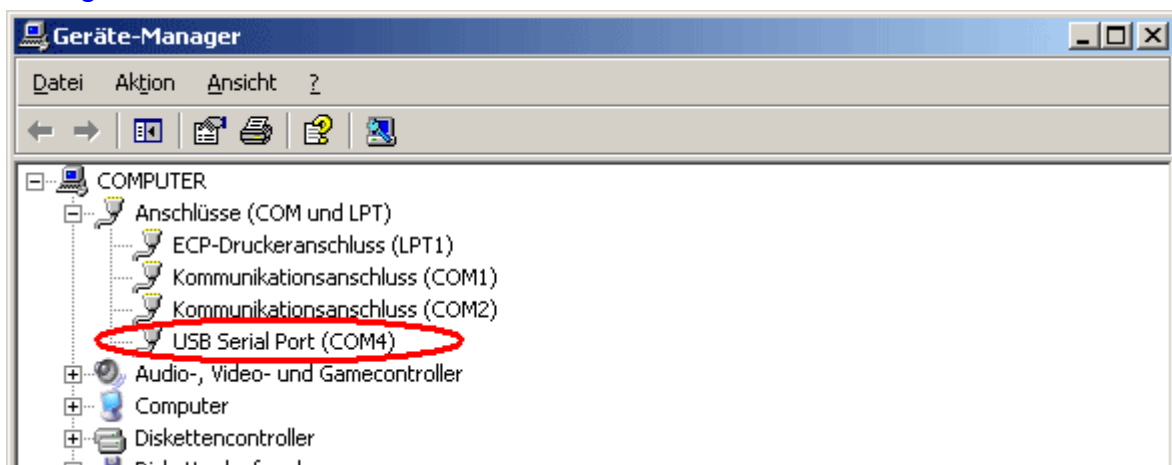 Geräte-Manager
Datei Aktion Ansicht ?
COMPUTER
Anschlüsse (COM und LPT)
ECP-Druckeranschluss (LPT1)
Kommunikationsanschluss (COM1)
Kommunikationsanschluss (COM2)
USB Serial Port (COM4)
Audio-, Video- und Gamecontroller
Computer
Diskettencontroller